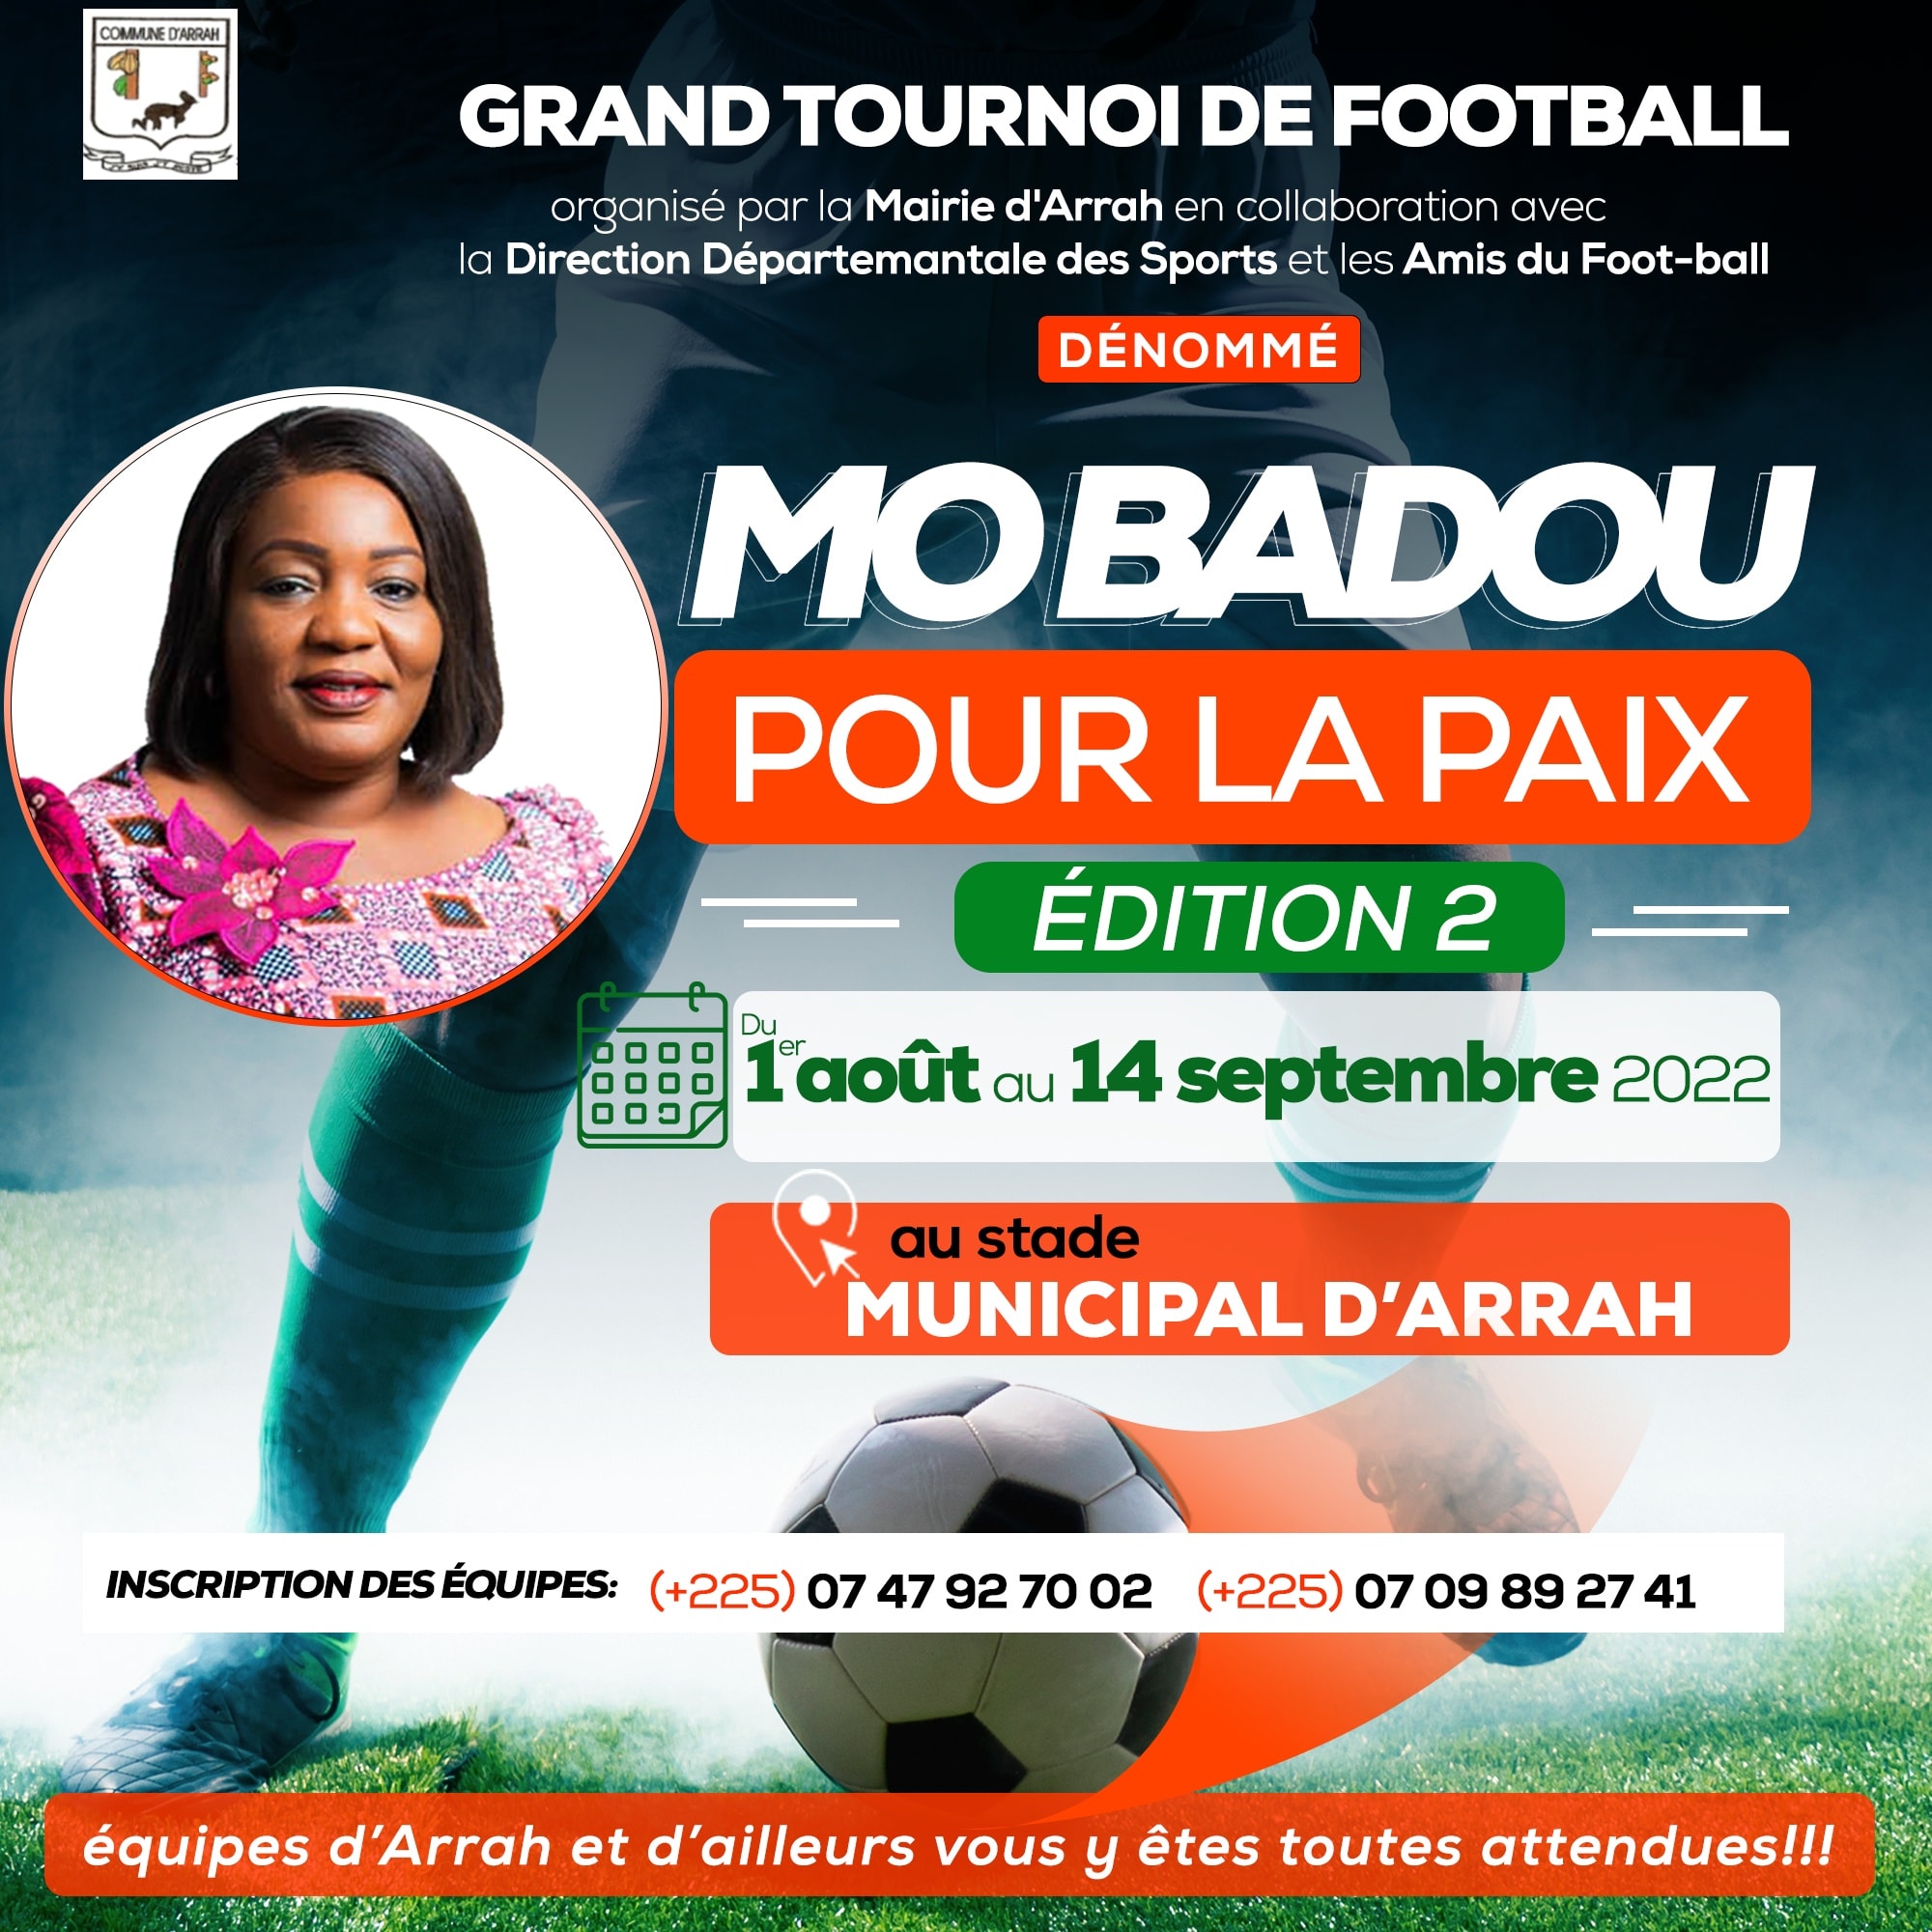 COMMUNE D'ARRAH
GRAND TOURNOI DE FOOTBALL
organisé par la Mairie d'Arrah en collaboration avec
la Direction Départemantale des Sports et les Amis du Foot-ball
DÉNOMMÉ
MO BADOU
POUR LA PAIX
ÉDITION 2
Du
1er août au 14 septembre 2022
au stade
MUNICIPAL D’ARRAH
INSCRIPTION DES ÉQUIPES: (+225) 07 47 92 70 02 (+225) 07 09 89 27 41
équipes d’Arrah et d’ailleurs vous y êtes toutes attendues!!!